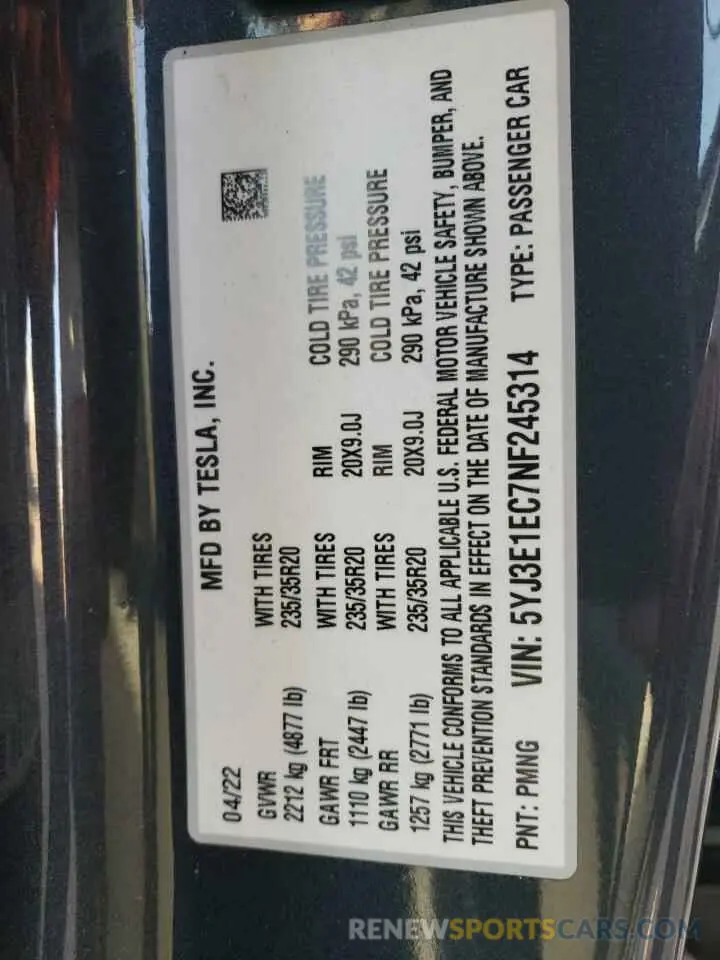 MFD BY TESLA, INC.
04/22
GVWR WITH TIRES
2212 kg (4877 lb) 235/35R20
GAWR FRT WITH TIRES RIM COLD TIRE PRESSURE
1110 kg (2447 lb) 235/35R20 20X9.0J 290 kPa, 42 psi
GAWR RR WITH TIRES RIM COLD TIRE PRESSURE
1257 kg (2771 lb) 235/35R20 20X9.0J 290 kPa, 42 psi
THIS VEHICLE CONFORMS TO ALL APPLICABLE U.S. FEDERAL MOTOR VEHICLE SAFETY, BUMPER, AND
THEFT PREVENTION STANDARDS IN EFFECT ON THE DATE OF MANUFACTURE SHOWN ABOVE.
PNT: PMNG VIN: 5YJ3E1EC7NF245314 TYPE: PASSENGER CAR
RENEWSPORTSCARS.COM